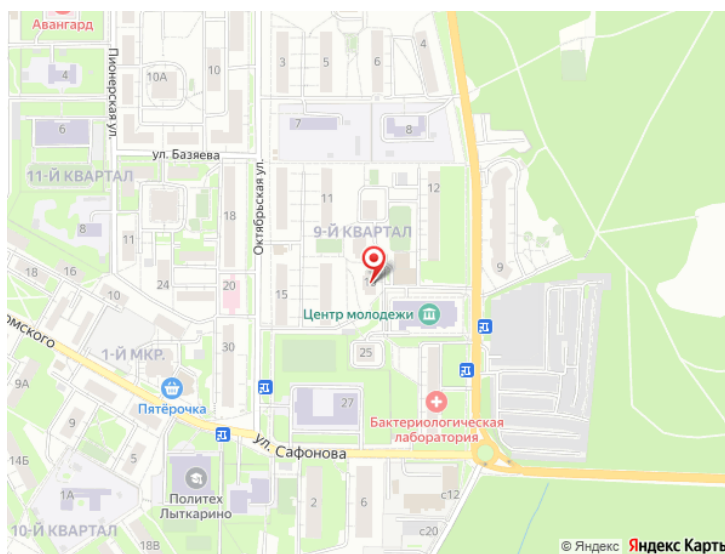 Авангард
Пионерская ул.
4
10А
10
3
5
6
4
6
7
8
ул. Базяева
11-Й КВАРТАЛ
Октябрьская ул.
11
12
18
9-Й КВАРТАЛ
8
11
9
18
16
24
20
10
15
Центр молодежи
омского
1-Й МКР.
30
25
9А
Пятёрочка
27
Бактериологическая
лаборатория
9
5
ул. Сафонова
14Б
Политех
Лыткарино
1А
2
6
с12
10-Й КВАРТАЛ
18В
с20
© Яндекс Яндекс Карты